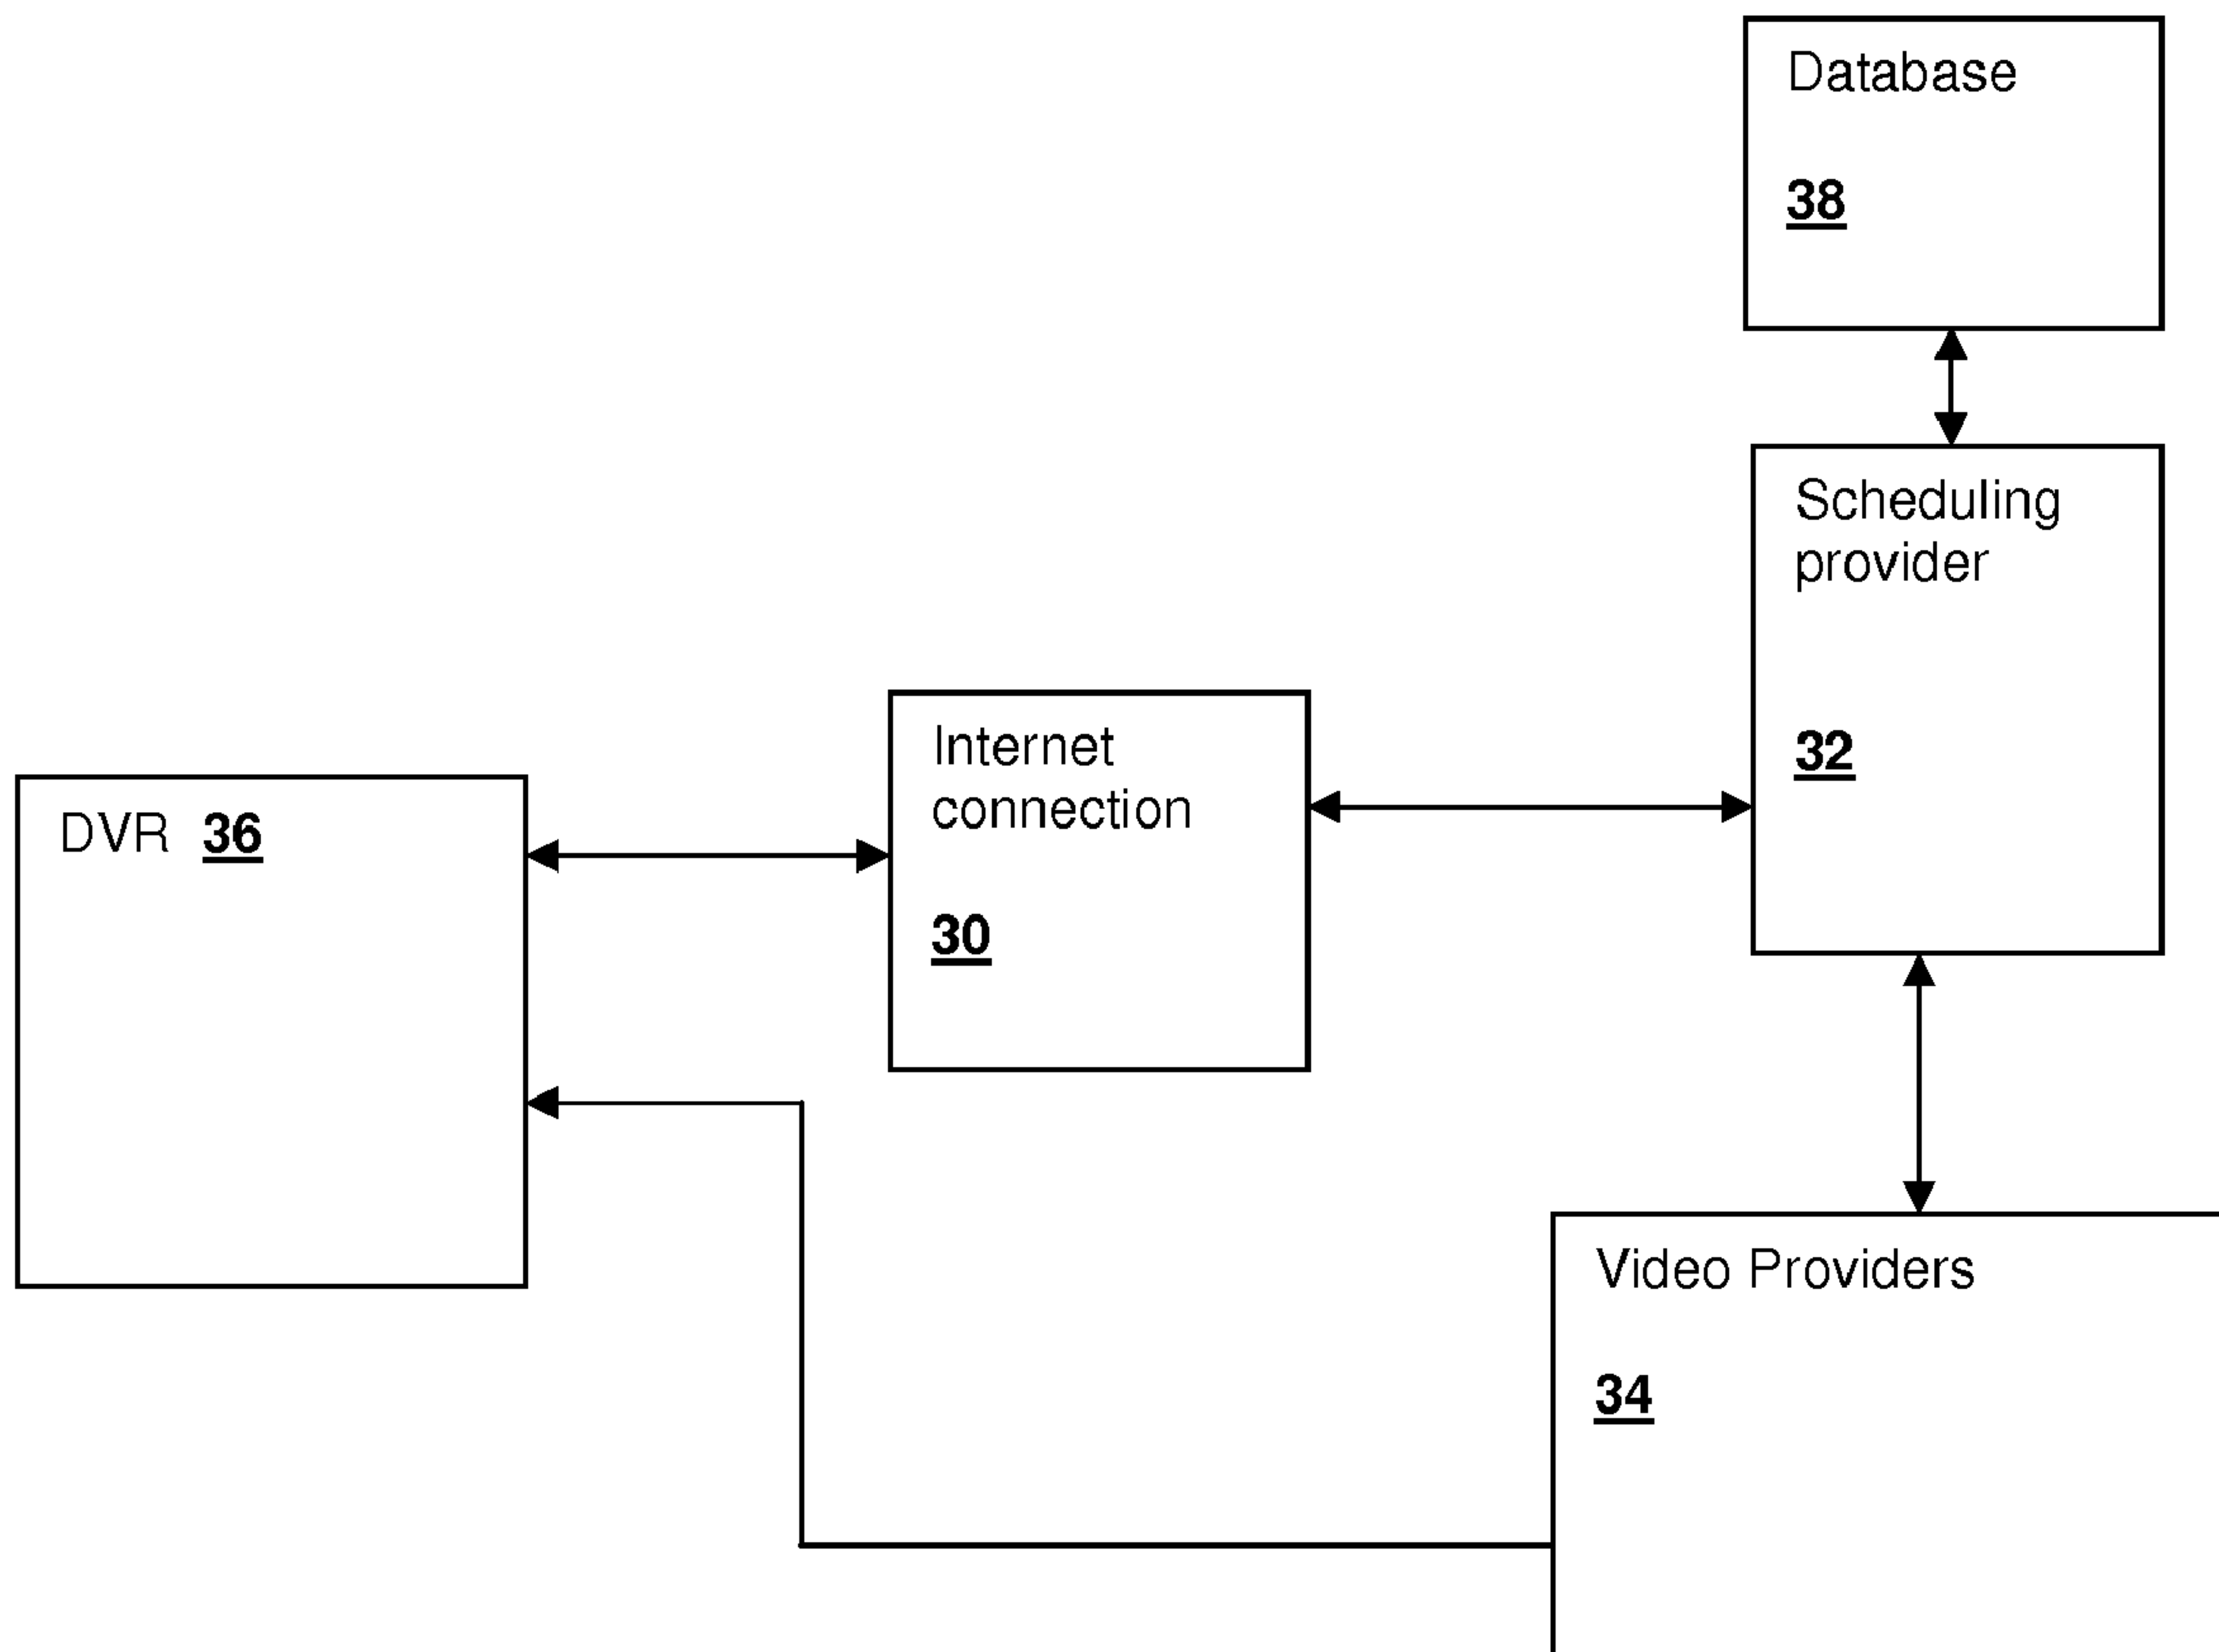 Database
38
Scheduling
provider
32
Internet
connection
30
DVR 36
Video Providers
34